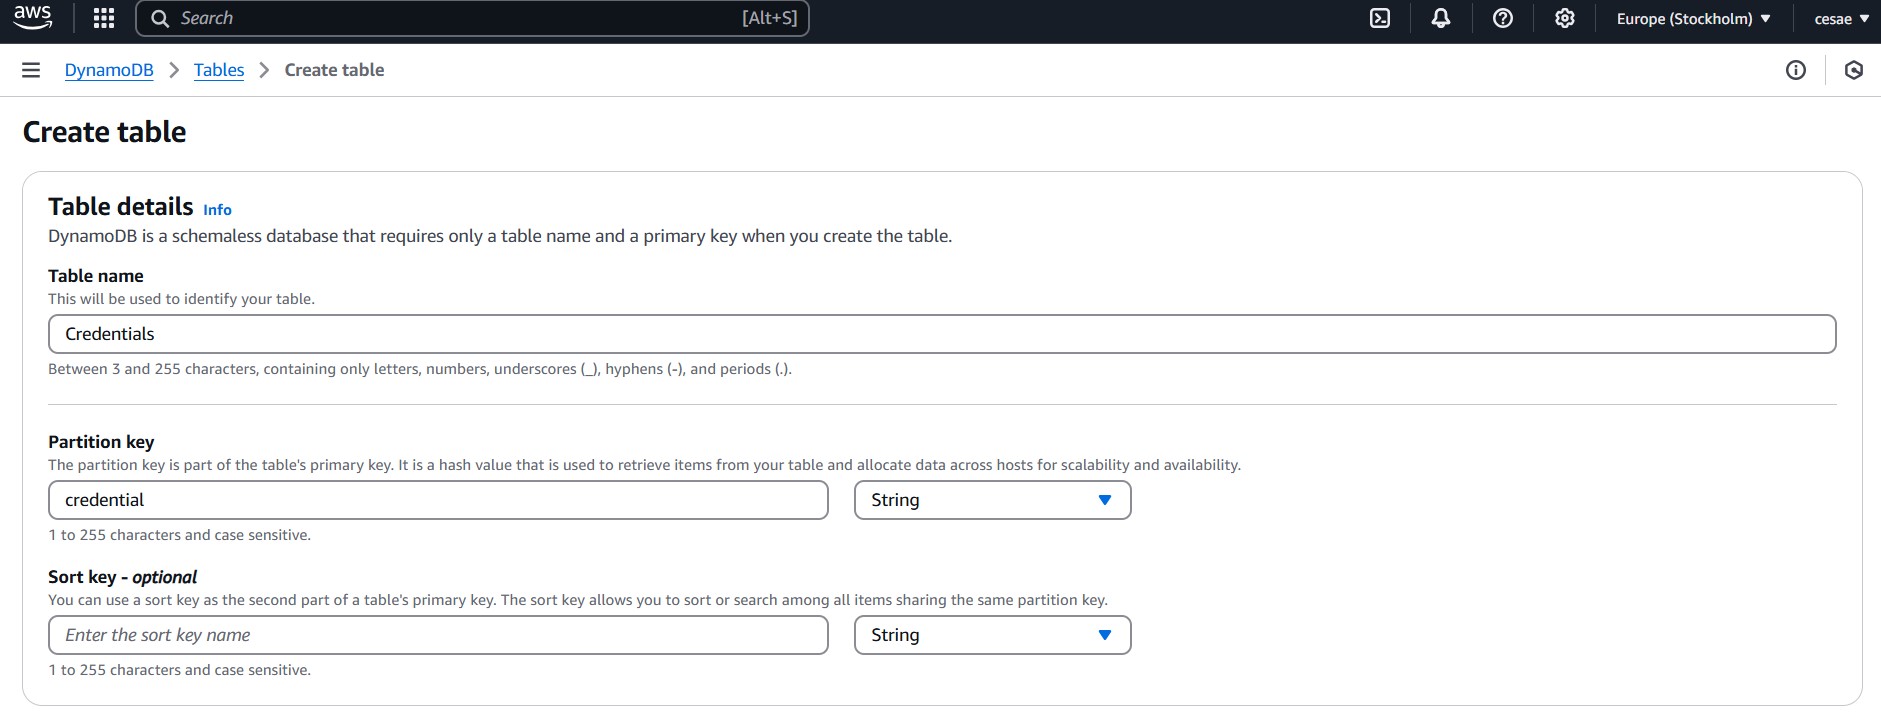 aws
Search [Alt+S]
Europe (Stockholm)
cesae
DynamoDB
Tables
Create table
Create table
Table details Info
DynamoDB is a schemaless database that requires only a table name and a primary key when you create the table.
Table name
This will be used to identify your table.
Credentials
Between 3 and 255 characters, containing only letters, numbers, underscores (_), hyphens (-), and periods (.).
Partition key
The partition key is part of the table's primary key. It is a hash value that is used to retrieve items from your table and allocate data across hosts for scalability and availability.
credential
String
1 to 255 characters and case sensitive.
Sort key - optional
You can use a sort key as the second part of a table's primary key. The sort key allows you to sort or search among all items sharing the same partition key.
Enter the sort key name
String
1 to 255 characters and case sensitive.